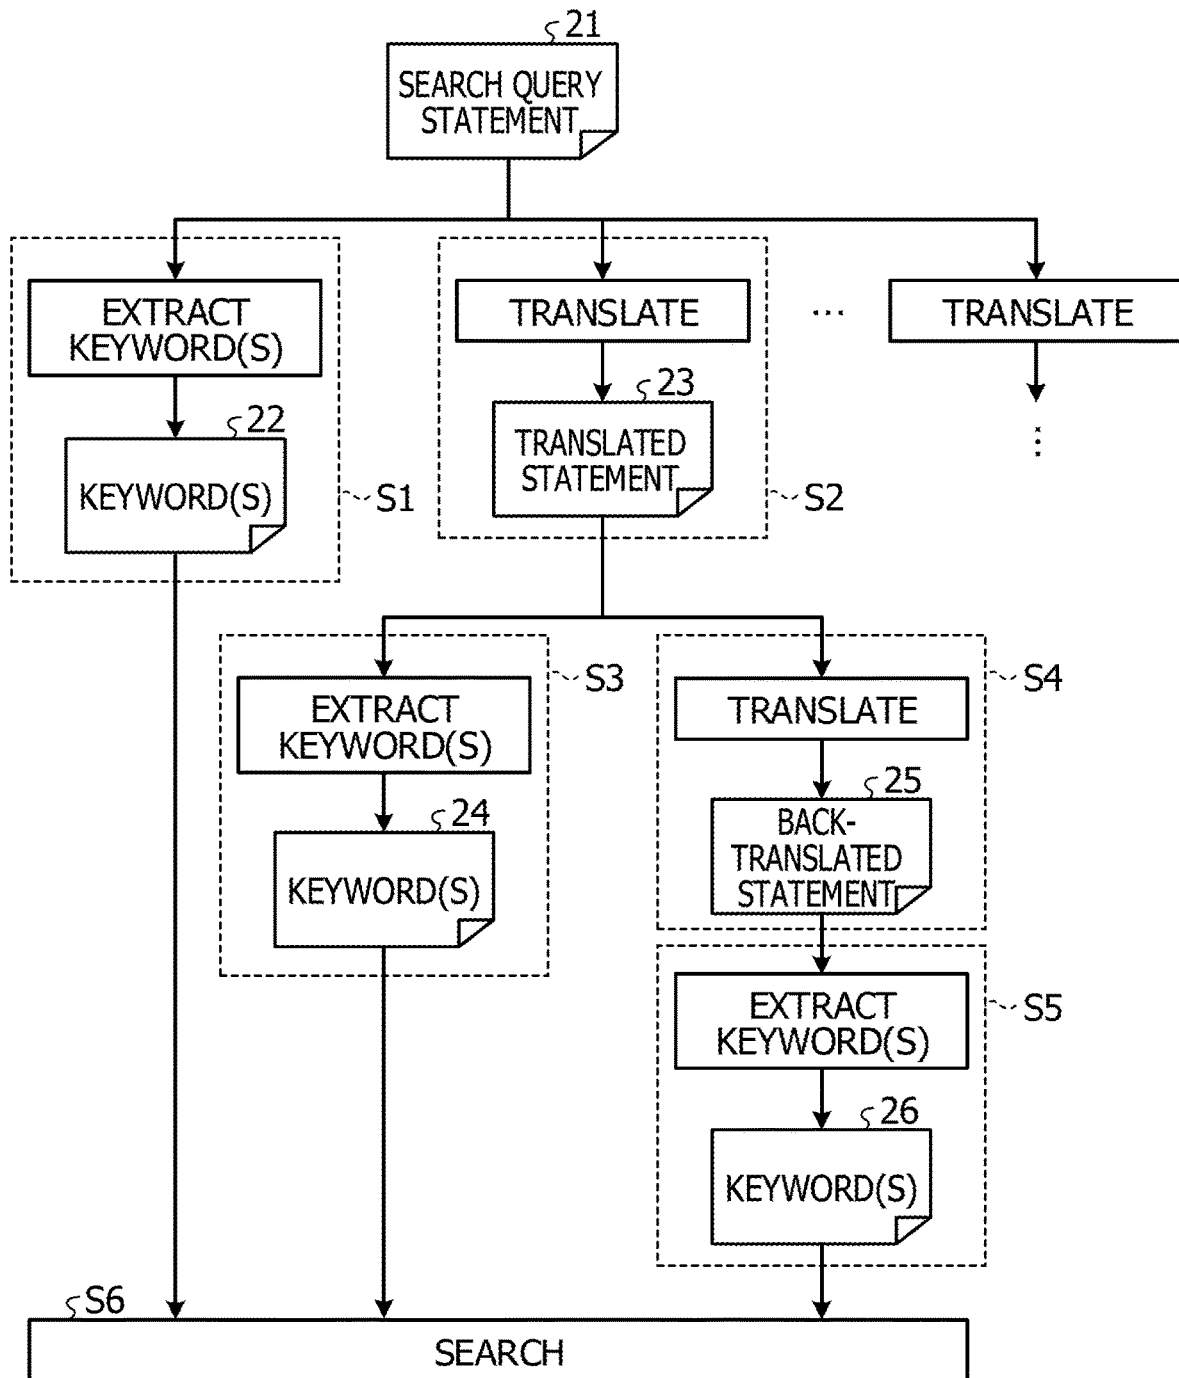 21
SEARCH QUERY
STATEMENT
EXTRACT
KEYWORD(S)
TRANSLATE
...
TRANSLATE
22
KEYWORD(S)
S1
23
TRANSLATED
STATEMENT
S2
...
EXTRACT
KEYWORD(S)
S3
TRANSLATE
S4
24
KEYWORD(S)
25
BACK-
TRANSLATED
STATEMENT
EXTRACT
KEYWORD(S)
S5
26
KEYWORD(S)
S6
SEARCH